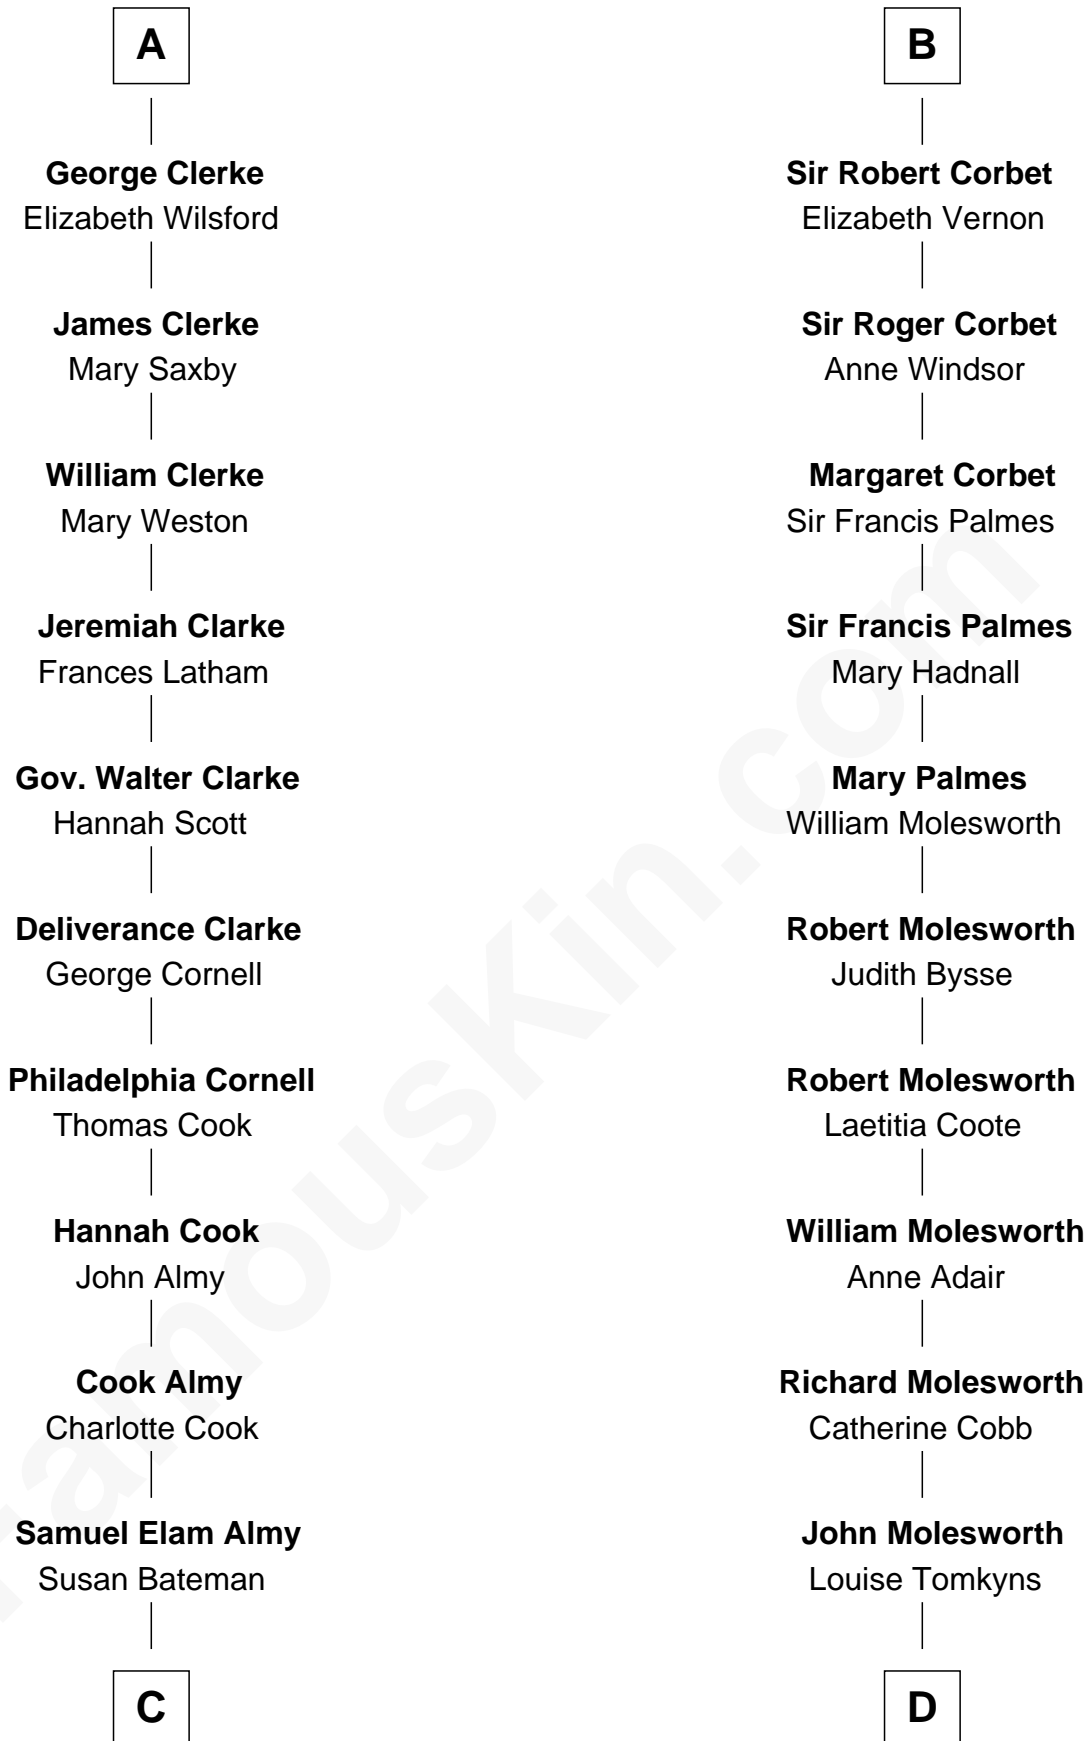 A
George Clerke
Elizabeth Wilsford
James Clerke
Mary Saxby
William Clerke
Mary Weston
Jeremiah Clarke
Frances Latham
Gov. Walter Clarke
Hannah Scott
Deliverance Clarke
George Cornell
Philadelphia Cornell
Thomas Cook
Hannah Cook
John Almy
Cook Almy
Charlotte Cook
Samuel Elam Almy
Susan Bateman
C
B
Sir Robert Corbet
Elizabeth Vernon
Sir Roger Corbet
Anne Windsor
Margaret Corbet
Sir Francis Palmes
Sir Francis Palmes
Mary Hadnall
Mary Palmes
William Molesworth
Robert Molesworth
Judith Bysse
Robert Molesworth
Laetitia Coote
William Molesworth
Anne Adair
Richard Molesworth
Catherine Cobb
John Molesworth
Louise Tomkyns
D
FamousKin.com